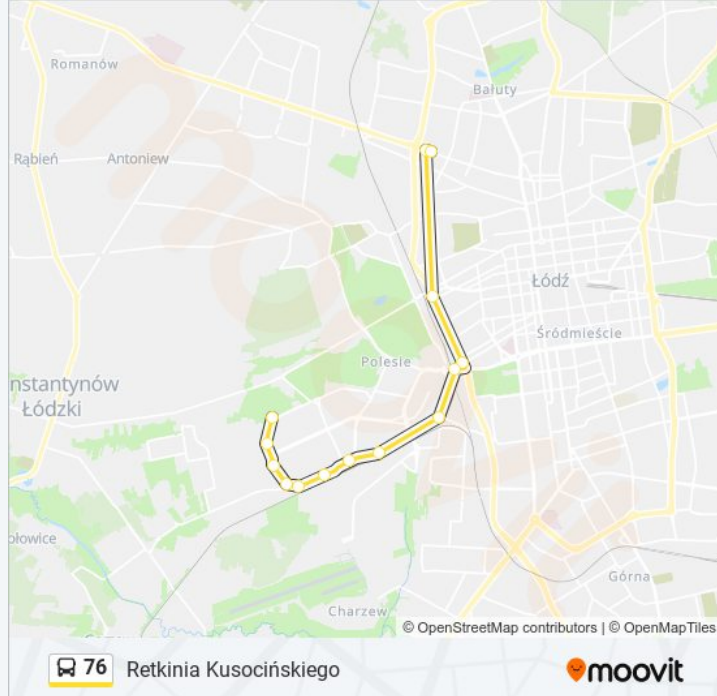 Romanów
Bałuty
Rąbień
Antoniew
Łódź
Śródmieście
Polesie
nstantynów
Łódzki
ołowice
Górna
Charzew
© OpenStreetMap contributors | © OpenMapTiles
76 Retkinia Kusocińskiego
moovit